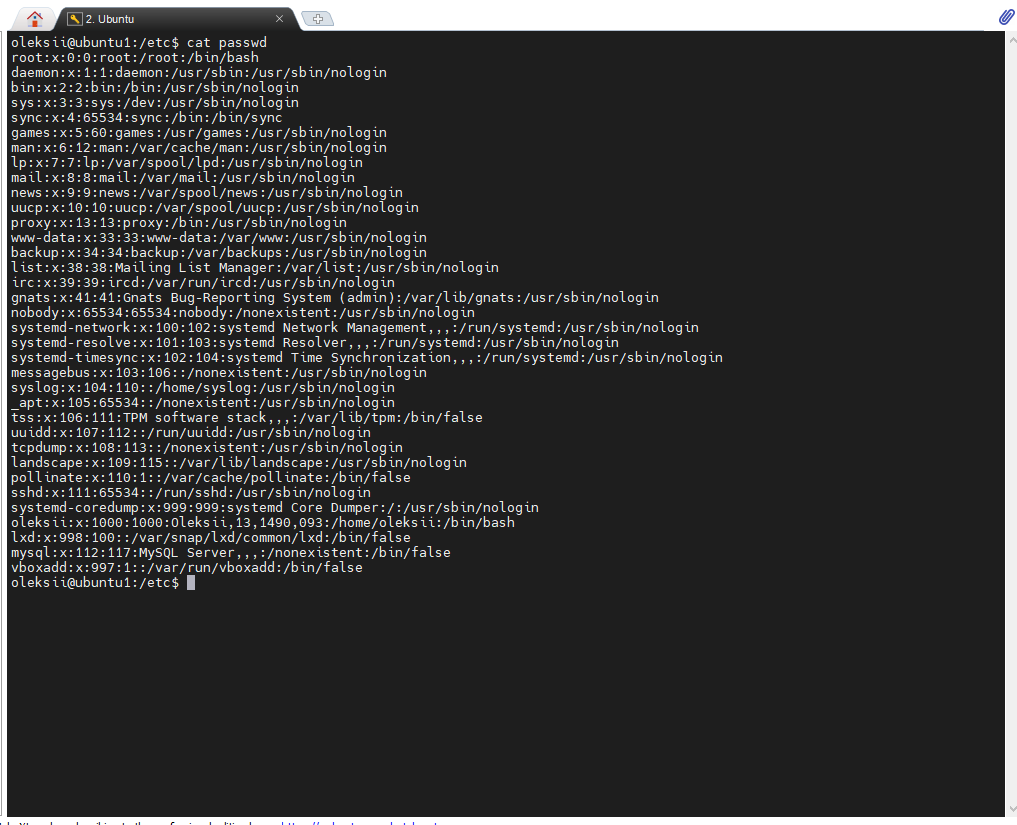 2. Ubuntu
oleksii@ubuntu1:/etc$ cat passwd
root:x:0:0:root:/root:/bin/bash
daemon:x:1:1:daemon:/usr/sbin:/usr/sbin/nologin
bin:x:2:2:bin:/bin:/usr/sbin/nologin
sys:x:3:3:sys:/dev:/usr/sbin/nologin
sync:x:4:65534:sync:/bin:/bin/sync
games:x:5:60:games:/usr/games:/usr/sbin/nologin
man:x:6:12:man:/var/cache/man:/usr/sbin/nologin
lp:x:7:7:lp:/var/spool/lpd:/usr/sbin/nologin
mail:x:8:8:mail:/var/mail:/usr/sbin/nologin
news:x:9:9:news:/var/spool/news:/usr/sbin/nologin
uucp:x:10:10:uucp:/var/spool/uucp:/usr/sbin/nologin
proxy:x:13:13:proxy:/bin:/usr/sbin/nologin
www-data:x:33:33:www-data:/var/www:/usr/sbin/nologin
backup:x:34:34:backup:/var/backups:/usr/sbin/nologin
list:x:38:38:Mailing List Manager:/var/list:/usr/sbin/nologin
irc:x:39:39:ircd:/var/run/ircd:/usr/sbin/nologin
gnats:x:41:41:Gnats Bug-Reporting System (admin):/var/lib/gnats:/usr/sbin/nologin
nobody:x:65534:65534:nobody:/nonexistent:/usr/sbin/nologin
systemd-network:x:100:102:systemd Network Management,,,:/run/systemd:/usr/sbin/nologin
systemd-resolve:x:101:103:systemd Resolver,,,:/run/systemd:/usr/sbin/nologin
systemd-timesync:x:102:104:systemd Time Synchronization,,,:/run/systemd:/usr/sbin/nologin
messagebus:x:103:106::/nonexistent:/usr/sbin/nologin
syslog:x:104:110::/home/syslog:/usr/sbin/nologin
_apt:x:105:65534::/nonexistent:/usr/sbin/nologin
tss:x:106:111:TPM software stack,,,:/var/lib/tpm:/bin/false
uuidd:x:107:112::/run/uuidd:/usr/sbin/nologin
tcpdump:x:108:113::/nonexistent:/usr/sbin/nologin
landscape:x:109:115::/var/lib/landscape:/usr/sbin/nologin
pollinate:x:110:1::/var/cache/pollinate:/bin/false
sshd:x:111:65534::/run/sshd:/usr/sbin/nologin
systemd-coredump:x:999:999:systemd Core Dumper:/:/usr/sbin/nologin
oleksii:x:1000:1000:Oleksii,13,1490,093:/home/oleksii:/bin/bash
lxd:x:998:100::/var/snap/lxd/common/lxd:/bin/false
mysql:x:112:117:MySQL Server,,,:/nonexistent:/bin/false
vboxadd:x:997:1::/var/run/vboxadd:/bin/false
oleksii@ubuntu1:/etc$